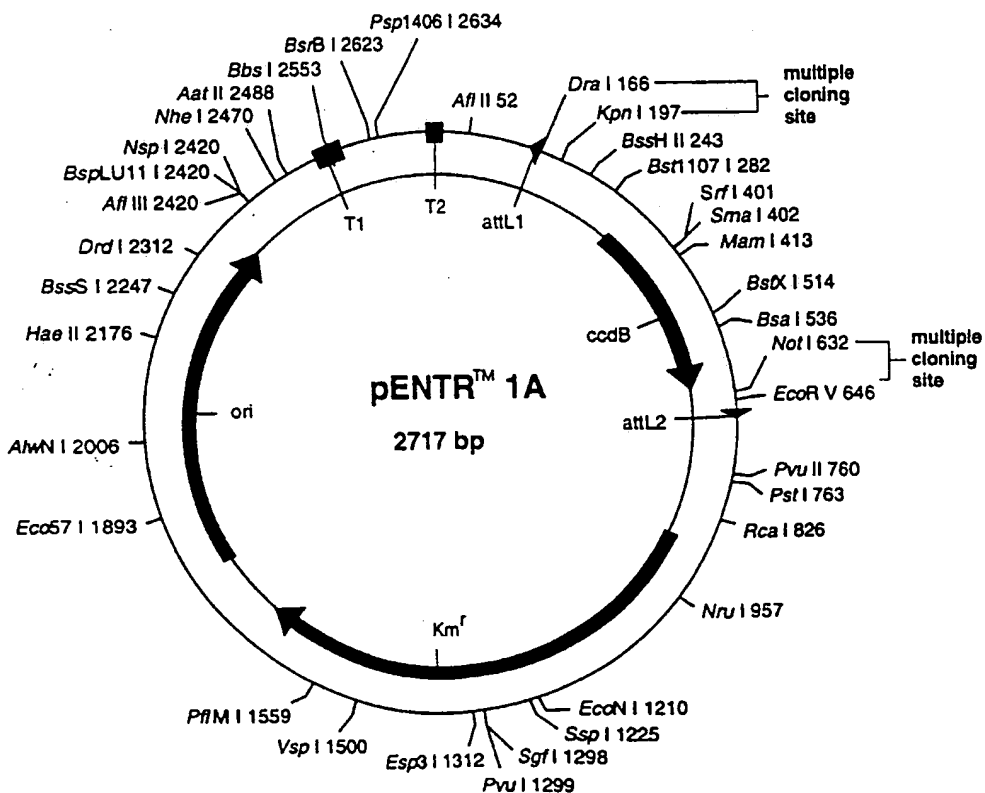 Psp1406 I 2634
BsrB I 2623
Bbs I 2553
Aat II 2488
Nhe I 2470
Nsp I 2420
BspLU11 I 2420
Afl III 2420
Drd I 2312
BssS I 2247
Hae II 2176
AlwN I 2006
Eco57 I 1893
Afl II 52
Dra I 166
Kpn I 197
multiple
cloning
site
BssH II 243
Bst1107 I 282
Srf I 401
Sma I 402
Mam I 413
BstX I 514
Bsa I 536
Not I 632
EcoR V 646
multiple
cloning
site
Pvu II 760
Pst I 763
Rca I 826
Nru I 957
EcoN I 1210
Ssp I 1225
Sgf I 1298
Pvu I 1299
Esp3 I 1312
Vsp I 1500
PflM I 1559
T1
T2
attL1
ccdB
attL2
ori
Kmr
pENTR™ 1A
2717 bp